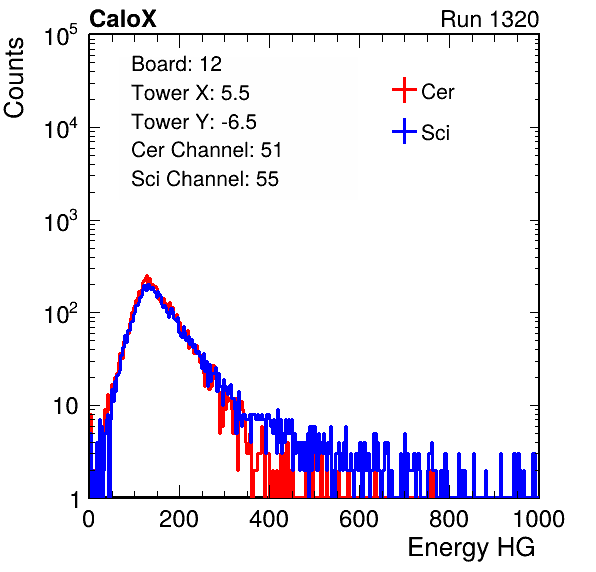 CaloX Run 1320
Counts
10^5
10^4
10^3
10^2
10
1
Board: 12
Tower X: 5.5
Tower Y: -6.5
Cer Channel: 51
Sci Channel: 55
Cer
Sci
0 200 400 600 800 1000
Energy HG